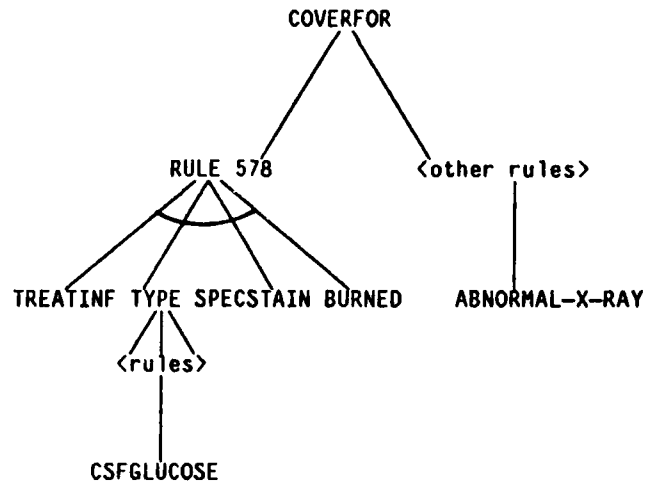 COVERFOR
RULE 578 <other rules>
TREATINF TYPE SPECSTAIN BURNED ABNORMAL-X-RAY
<rules>
CSFGLUCOSE